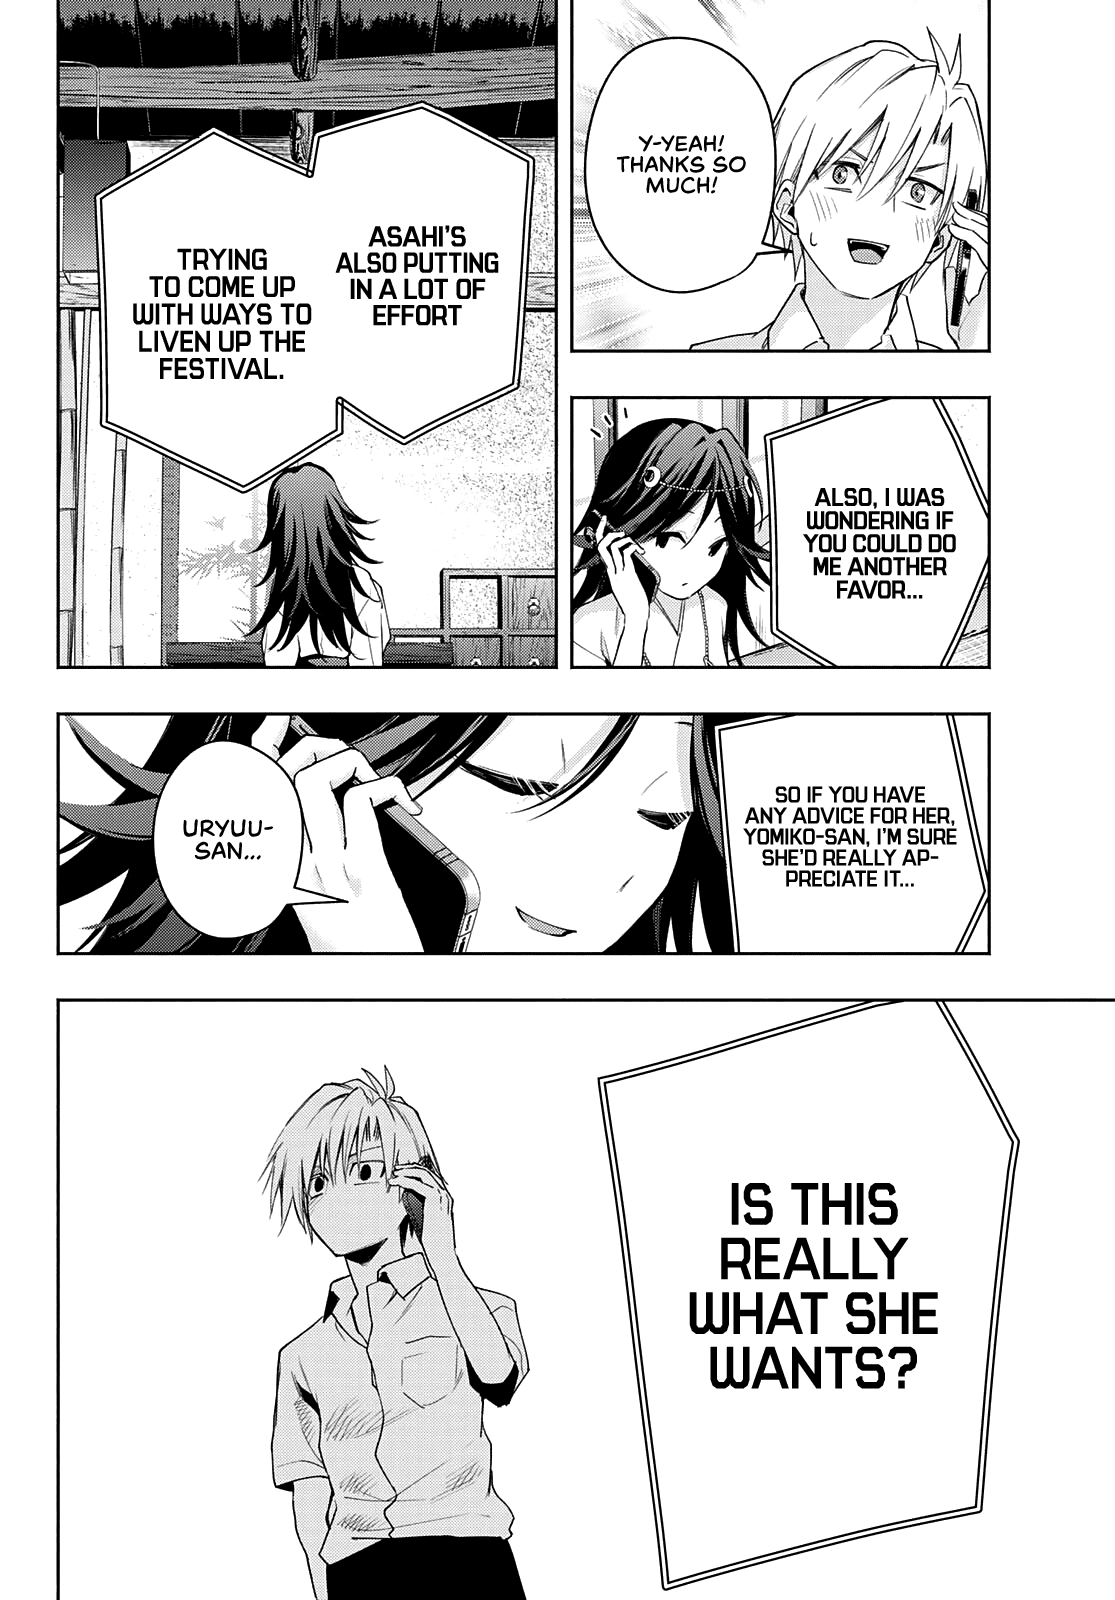 Y-YEAH!
THANKS SO
MUCH!
ASAHI'S
ALSO PUTTING
IN A LOT OF
EFFORT
TRYING
TO COME UP
WITH WAYS TO
LIVEN UP THE
FESTIVAL.
ALSO, I WAS
WONDERING IF
YOU COULD DO
ME ANOTHER
FAVOR...
SO IF YOU HAVE
ANY ADVICE FOR HER,
YOMIKO-SAN, I'M SURE
SHE'D REALLY AP-
PRECIATE IT...
URYUU-
SAN...
IS THIS
REALLY
WHAT SHE
WANTS?